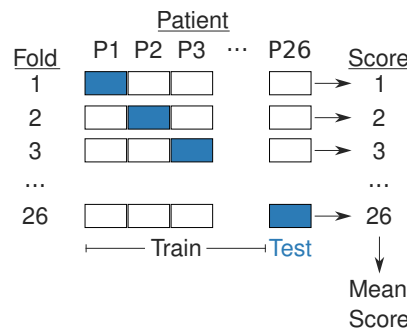 Patient
Fold P1 P2 P3 ... P26 Score
1 1
2 2
3 3
... ...
26 26
Train Test
Mean
Score